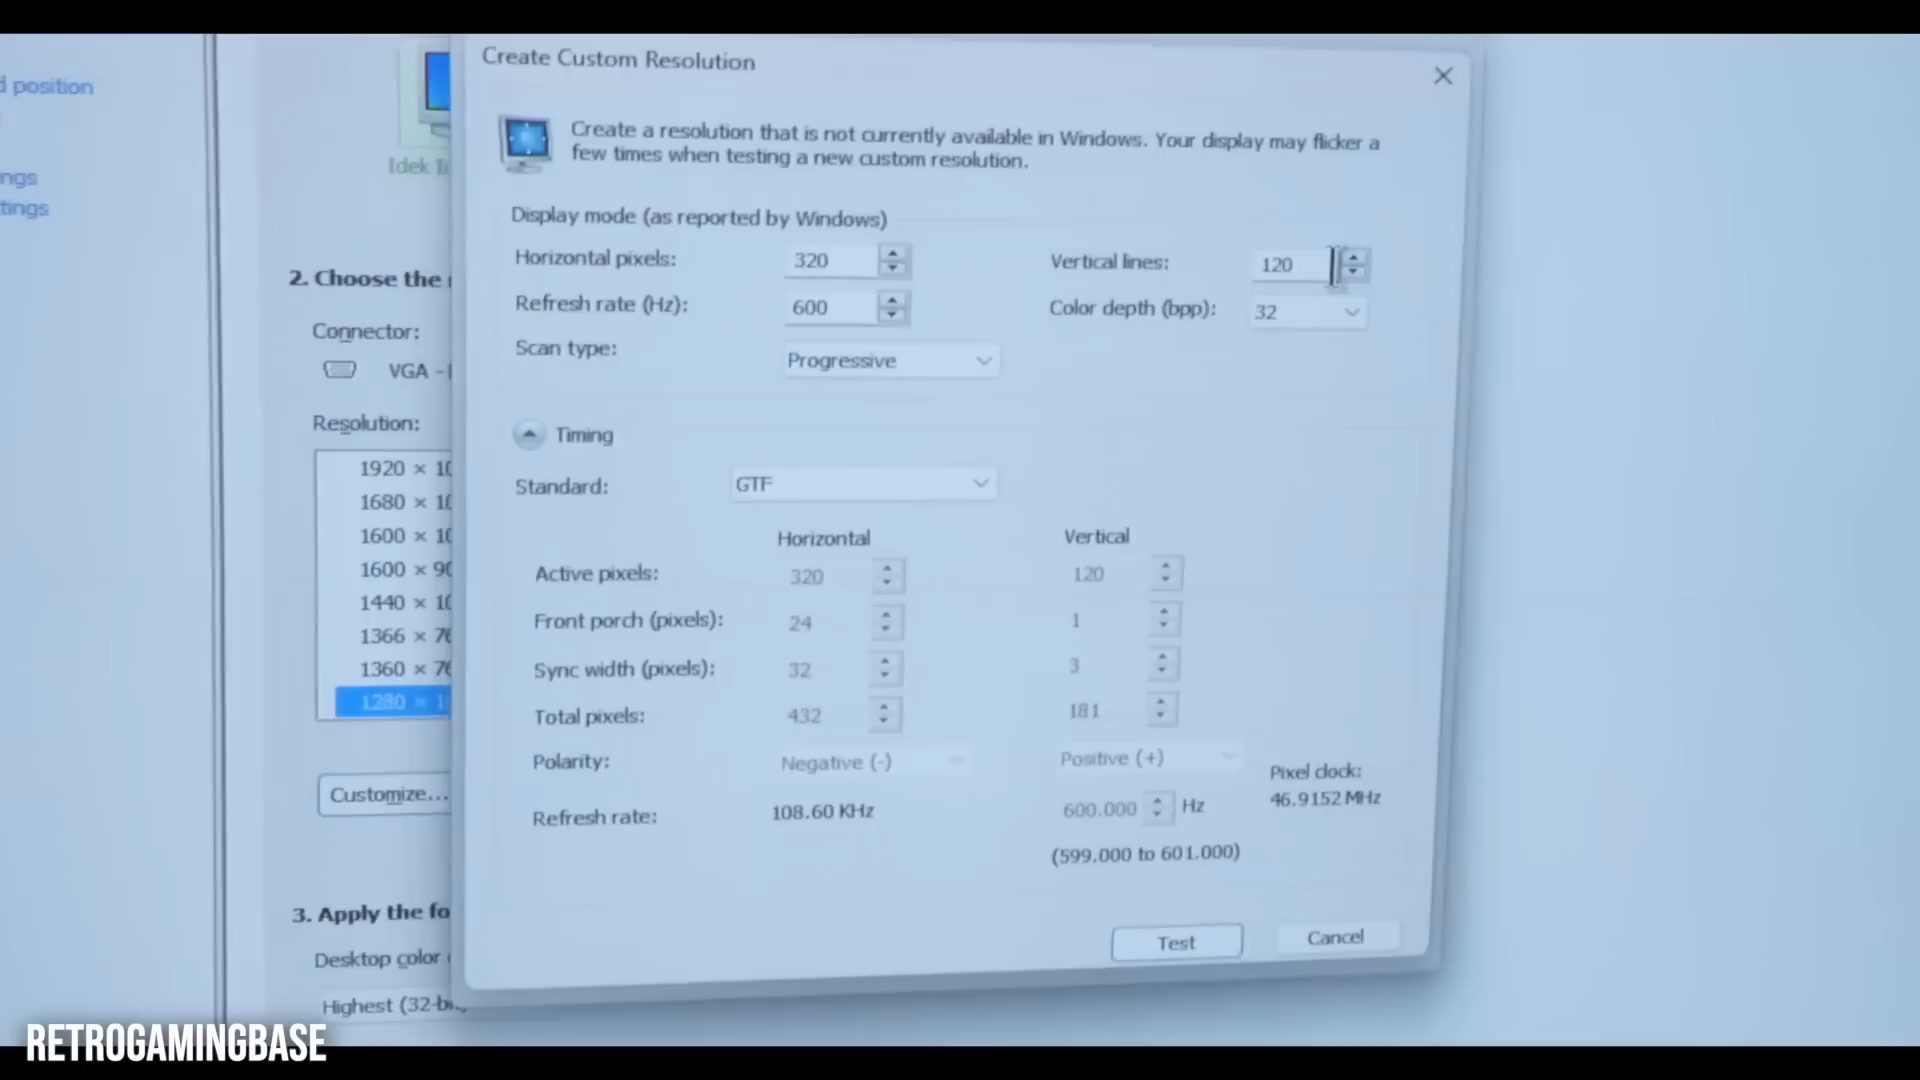 Create Custom Resolution
Create a resolution that is not currently available in Windows. Your display may flicker a
few times when testing a new custom resolution.
Display mode (as reported by Windows)
Horizontal pixels: 320 Vertical lines: 120
Refresh rate (Hz): 600 Color depth (bpp): 32
Scan type: Progressive
Timing
Standard: GTF
Horizontal Vertical
Active pixels: 320 120
Front porch (pixels): 24 1
Sync width (pixels): 32 3
Total pixels: 432 181
Polarity: Negative (-) Positive (+)
Pixel clock:
46.9152 MHz
Refresh rate: 108.60 KHz 600.000 Hz
(599.000 to 601.000)
Test Cancel
position
ngs
tings
Idek
2. Choose the
Connector:
VGA -
Resolution:
1920 × 10
1680 × 10
1600 × 10
1600 × 90
1440 × 10
1366 × 76
1360 × 76
1280 × 1
Customize...
3. Apply the fo
Desktop color
Highest (32-bi
RETROGAMINGBASE